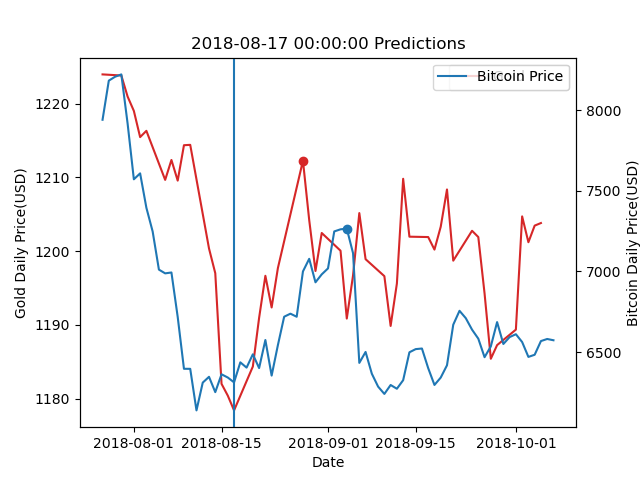 2018-08-17 00:00:00 Predictions
Bitcoin Price
1220
1210
1200
1190
1180
Gold Daily Price(USD)
8000
7500
7000
6500
Bitcoin Daily Price(USD)
2018-08-01 2018-08-15 2018-09-01 2018-09-15 2018-10-01
Date